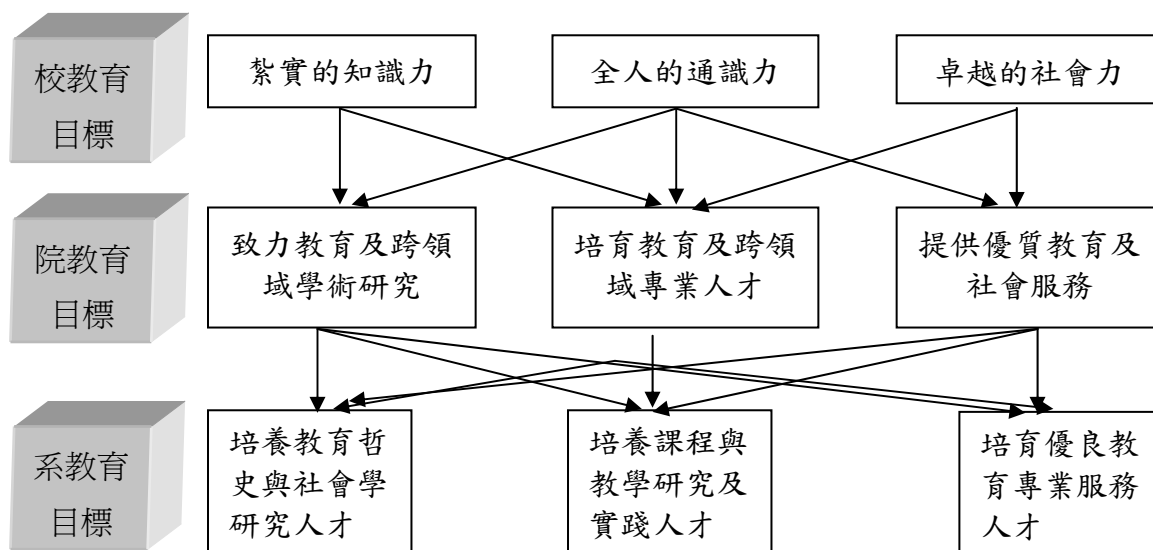 校教育
目標
紮實的知識力
全人的通識力
卓越的社會力
院教育
目標
致力教育及跨領
域學術研究
培育教育及跨領
域專業人才
提供優質教育及
社會服務
系教育
目標
培養教育哲
史與社會學
研究人才
培養課程與
教學研究及
實踐人才
培育優良教
育專業服務
人才